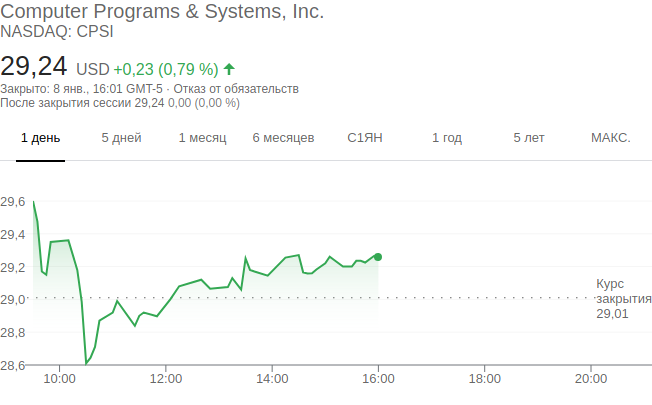 Computer Programs & Systems, Inc.
NASDAQ: CPSI
29,24 USD +0,23 (0,79 %)
Закрыто: 8 янв., 16:01 GMT-5 · Отказ от обязательств
После закрытия сессии 29,24 0,00 (0,00 %)
1 день 5 дней 1 месяц 6 месяцев С1ЯН 1 год 5 лет МАКС.
29,6
29,4
29,2
29,0
28,8
28,6
Курс
закрытия
29,01
10:00 12:00 14:00 16:00 18:00 20:00